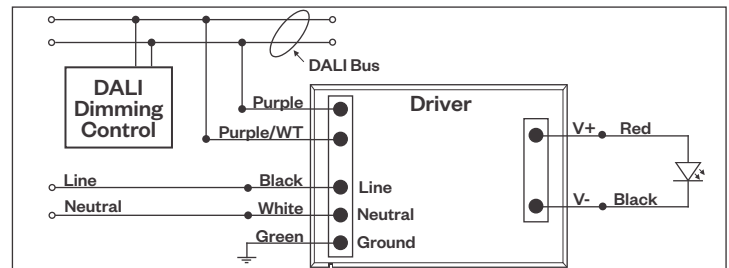 DALI Bus
DALI
Dimming
Control
Driver
Purple
Purple/WT
V+ Red
Line Black Line
V- Black
Neutral White Neutral
Green Ground